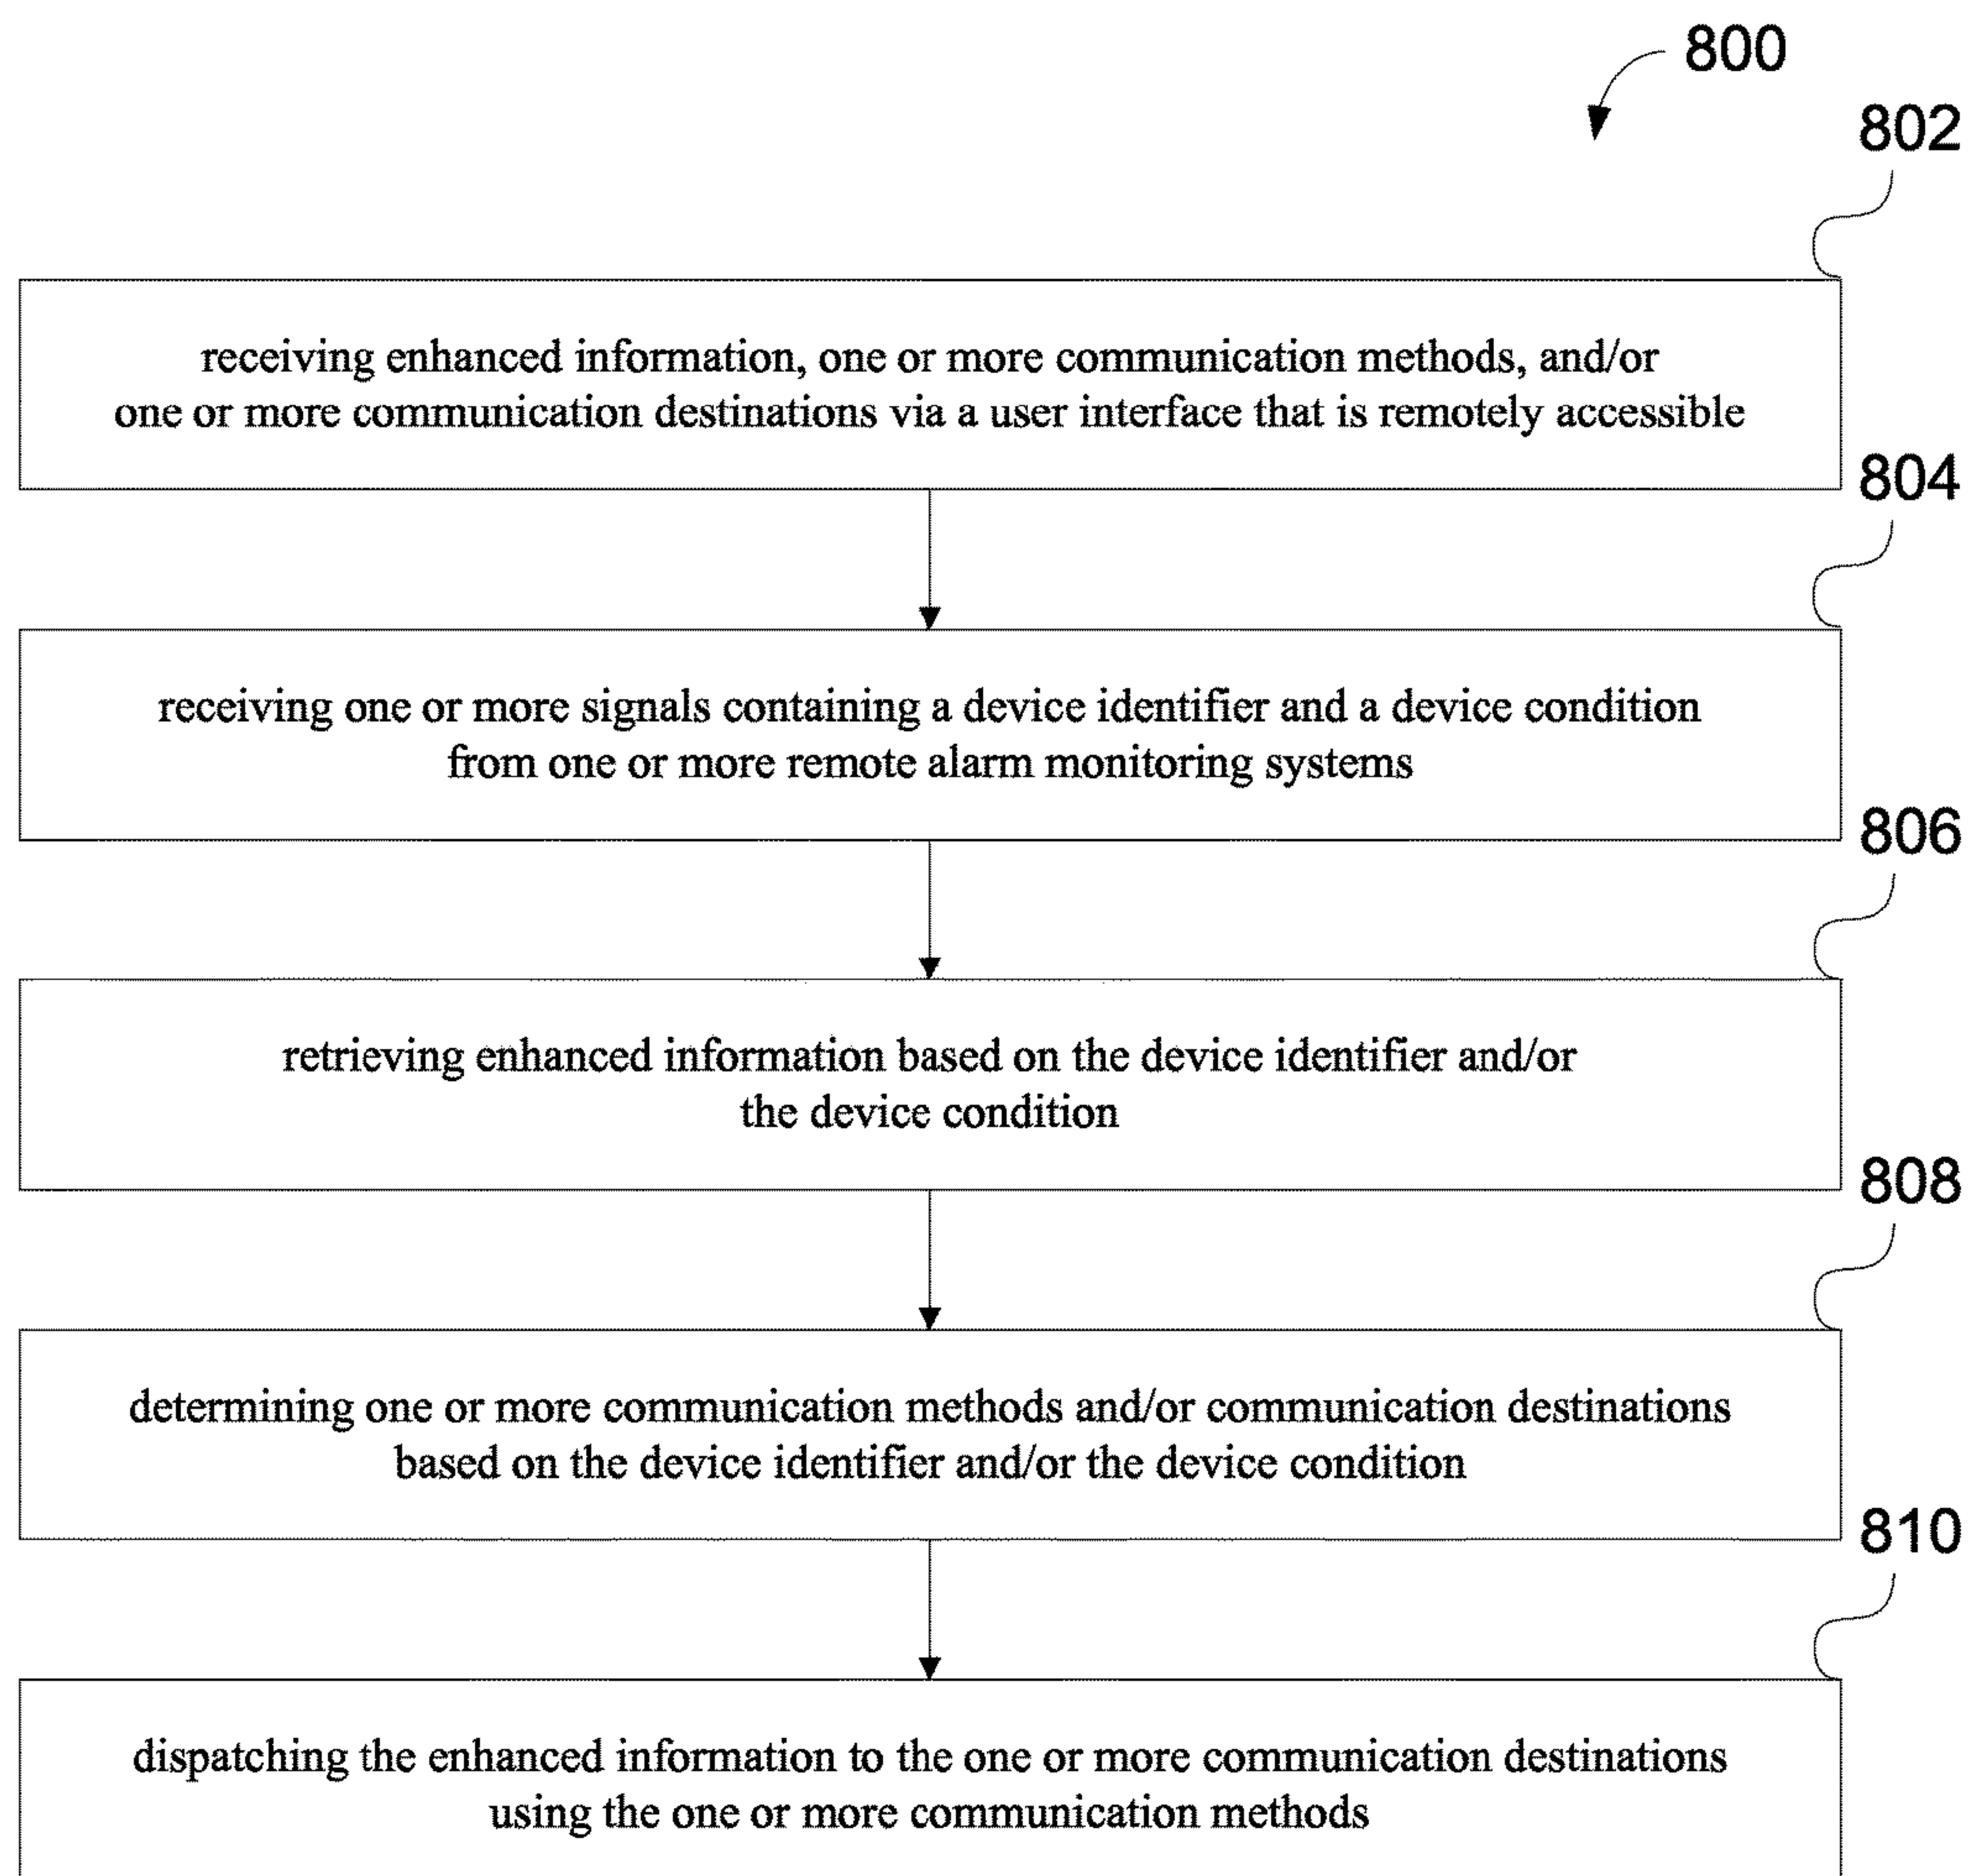 800
802
receiving enhanced information, one or more communication methods, and/or
one or more communication destinations via a user interface that is remotely accessible
804
receiving one or more signals containing a device identifier and a device condition
from one or more remote alarm monitoring systems
806
retrieving enhanced information based on the device identifier and/or
the device condition
808
determining one or more communication methods and/or communication destinations
based on the device identifier and/or the device condition
810
dispatching the enhanced information to the one or more communication destinations
using the one or more communication methods